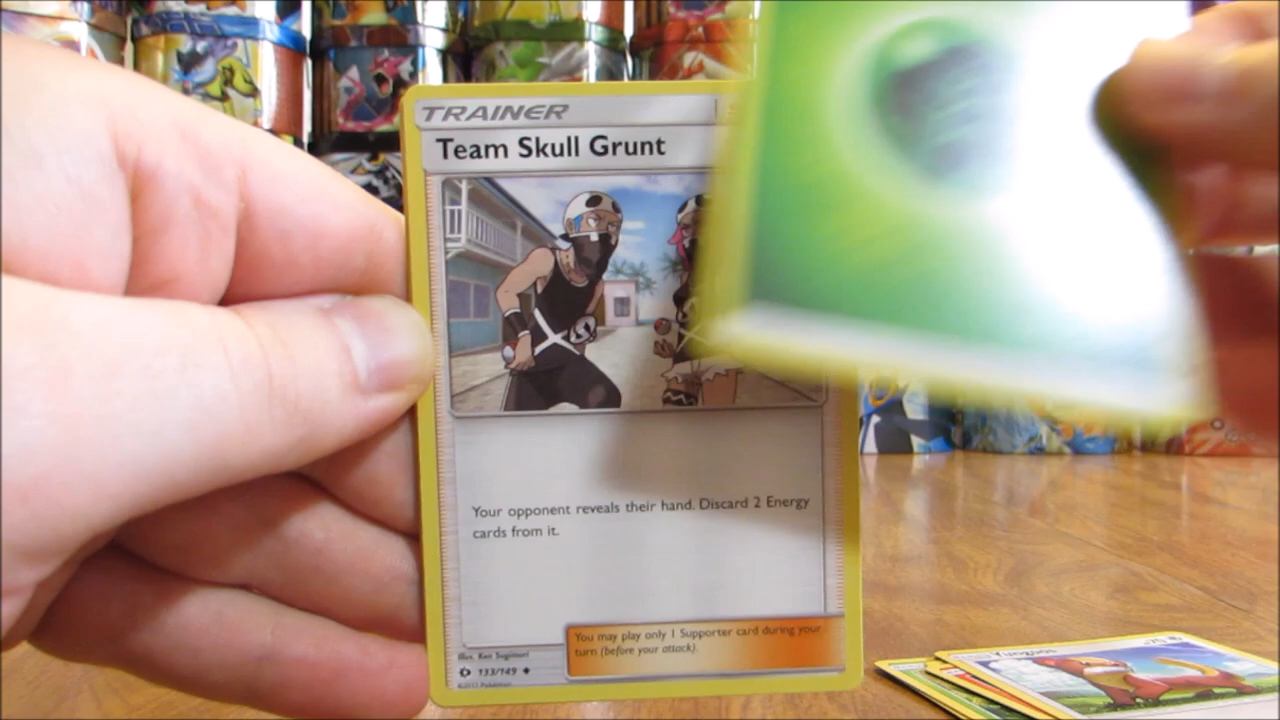 TRAINER
Team Skull Grunt
Your opponent reveals their hand. Discard 2 Energy
cards from it.
You may play only 1 Supporter card during your
turn (before your attack).
Illus. Ken Sugimori
133/149
©2017 Pokémon
Yungoos